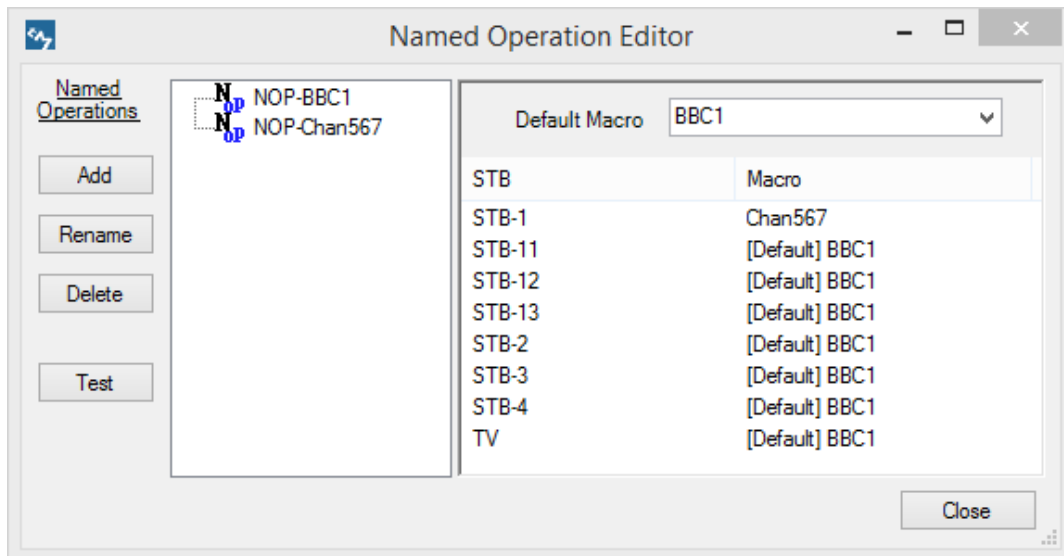 Named Operation Editor
Named
Operations
Add
Rename
Delete
Test
NOP-BBC1
NOP-Chan567
Default Macro BBC1
STB Macro
STB-1 Chan567
STB-11 [Default] BBC1
STB-12 [Default] BBC1
STB-13 [Default] BBC1
STB-2 [Default] BBC1
STB-3 [Default] BBC1
STB-4 [Default] BBC1
TV [Default] BBC1
Close